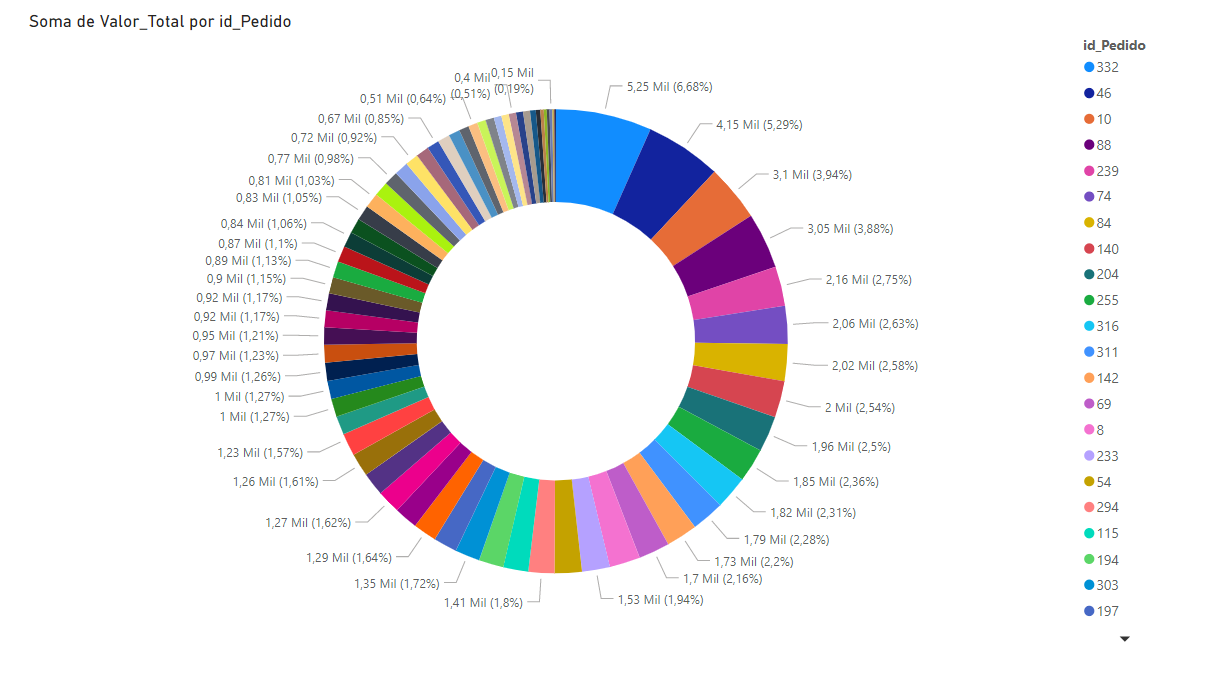 Soma de Valor_Total por id_Pedido
id_Pedido
332
46
10
88
239
74
84
140
204
255
316
311
142
69
8
233
54
294
115
194
303
197
5,25 Mil (6,68%)
4,15 Mil (5,29%)
3,1 Mil (3,94%)
3,05 Mil (3,88%)
2,16 Mil (2,75%)
2,06 Mil (2,63%)
2,02 Mil (2,58%)
2 Mil (2,54%)
1,96 Mil (2,5%)
1,85 Mil (2,36%)
1,82 Mil (2,31%)
1,79 Mil (2,28%)
1,73 Mil (2,2%)
1,7 Mil (2,16%)
1,53 Mil (1,94%)
1,41 Mil (1,8%)
1,35 Mil (1,72%)
1,29 Mil (1,64%)
1,27 Mil (1,62%)
1,26 Mil (1,61%)
1,23 Mil (1,57%)
1 Mil (1,27%)
1 Mil (1,27%)
0,99 Mil (1,26%)
0,97 Mil (1,23%)
0,95 Mil (1,21%)
0,92 Mil (1,17%)
0,92 Mil (1,17%)
0,9 Mil (1,15%)
0,89 Mil (1,13%)
0,87 Mil (1,1%)
0,84 Mil (1,06%)
0,83 Mil (1,05%)
0,81 Mil (1,03%)
0,77 Mil (0,98%)
0,72 Mil (0,92%)
0,67 Mil (0,85%)
0,51 Mil (0,64%)
0,4 Mil
(0,51%)
0,15 Mil
(0,19%)